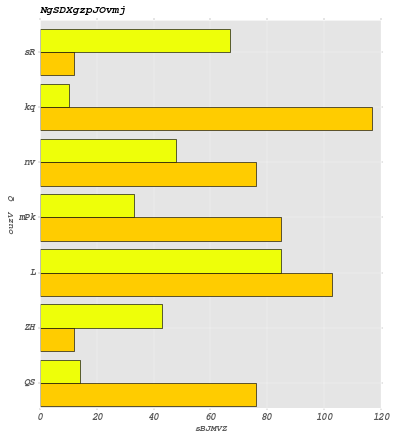 NgSDXgzpJOvmj
sR
kq
nv
mPk
L
ZH
QS
ouzV Q
0 20 40 60 80 100 120
sBJMVZ